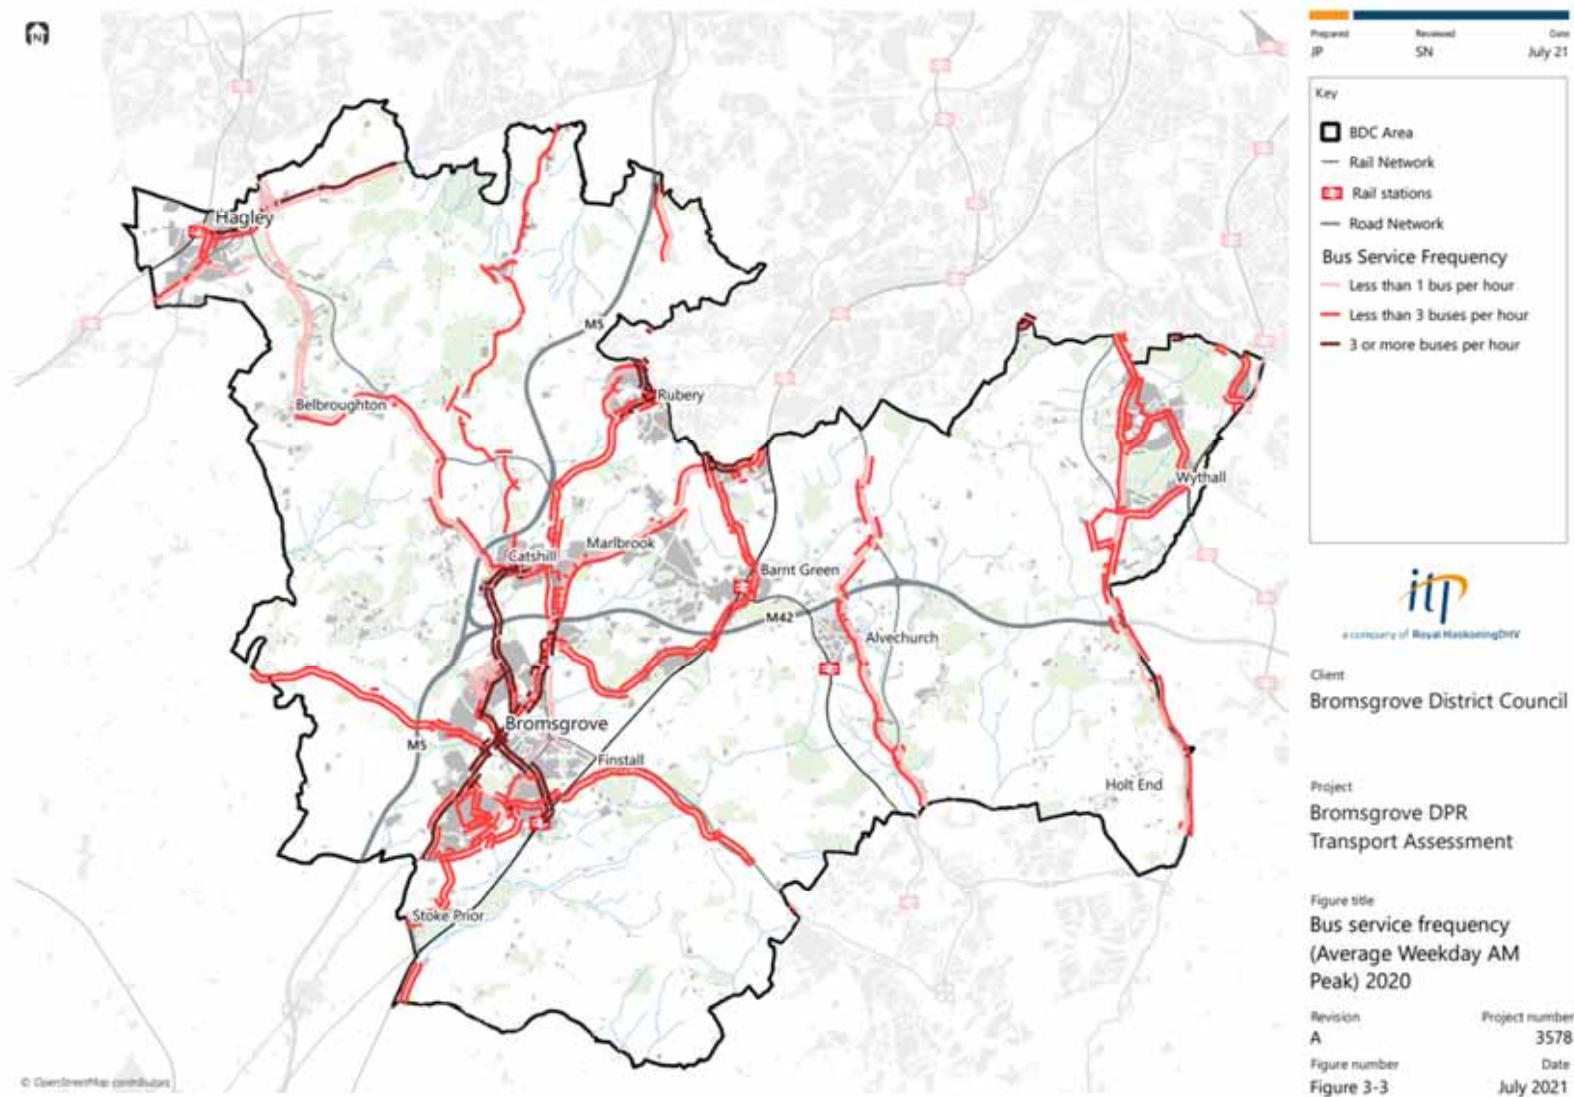 N
Hagley
M5
Rubery
Belbroughton
Wythall
Catshill
Marlbrook
Barnt Green
M42
Alvechurch
Bromsgrove
M5
Finstall
Holt End
Stoke Prior
© OpenStreetMap contributors
Prepared Reviewed Date
JP SN July 21
Key
BDC Area
Rail Network
Rail stations
Road Network
Bus Service Frequency
Less than 1 bus per hour
Less than 3 buses per hour
3 or more buses per hour
itp
a company of Royal HaskoningDHV
Client
Bromsgrove District Council
Project
Bromsgrove DPR
Transport Assessment
Figure title
Bus service frequency
(Average Weekday AM
Peak) 2020
Revision Project number
A 3578
Figure number Date
Figure 3-3 July 2021